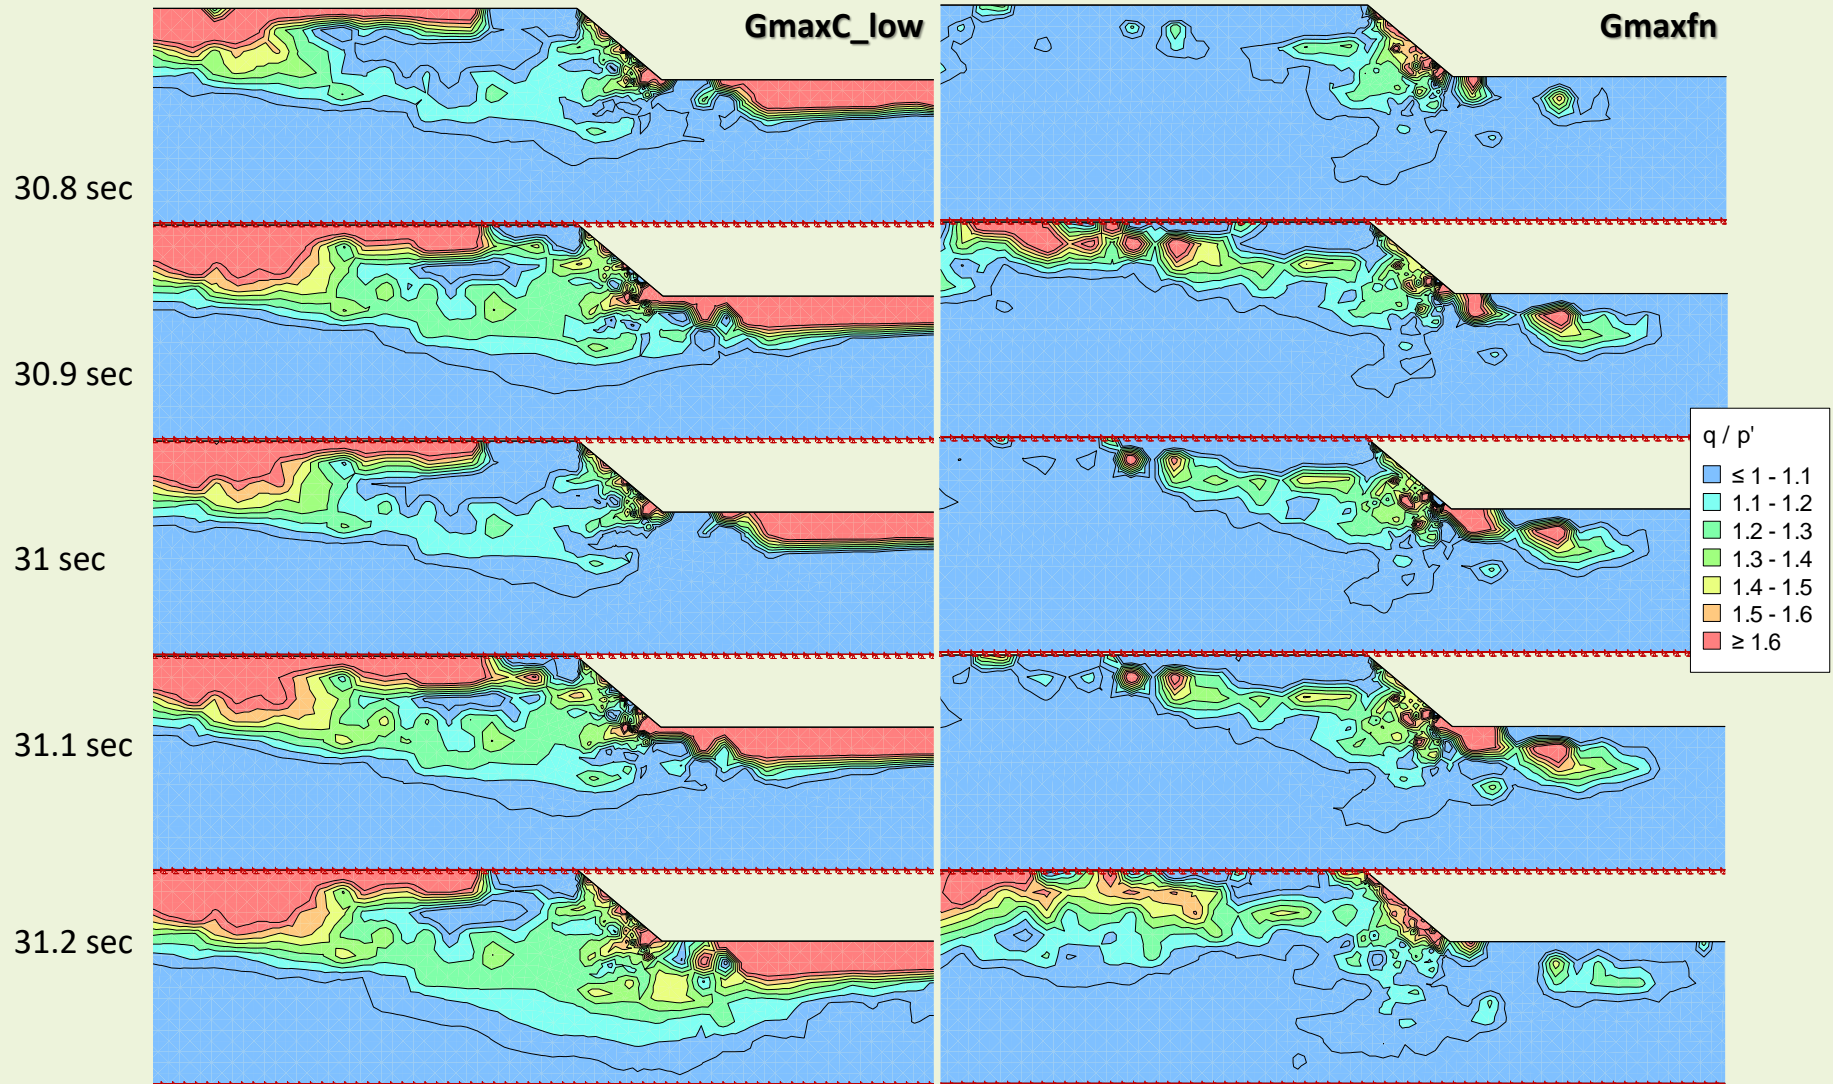 GmaxC_low
Gmaxfn
30.8 sec
30.9 sec
31 sec
31.1 sec
31.2 sec
q / p'
≤ 1 - 1.1
1.1 - 1.2
1.2 - 1.3
1.3 - 1.4
1.4 - 1.5
1.5 - 1.6
≥ 1.6